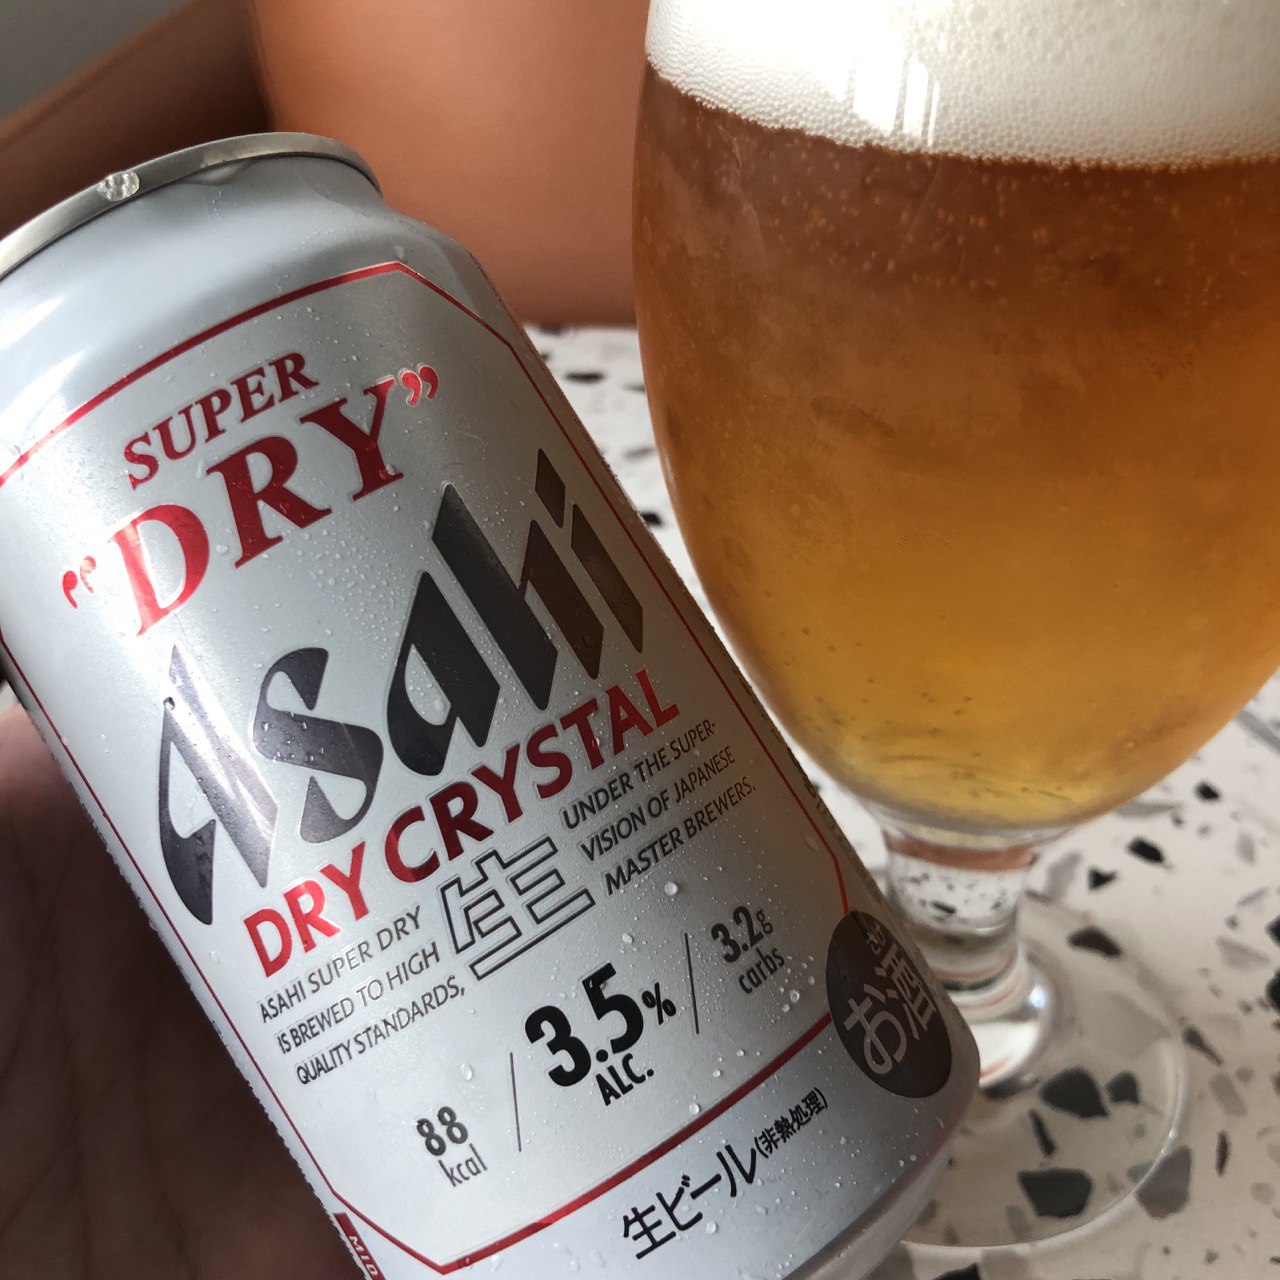 SUPER
"DRY"
Asahi
DRY CRYSTAL
ASAHI SUPER DRY
IS BREWED TO HIGH
QUALITY STANDARDS,
生
UNDER THE SUPER-
VISION OF JAPANESE
MASTER BREWERS.
88
kcal
3.5%
ALC.
3.2g
carbs
お酒
生ビール(非熱処理)
MID